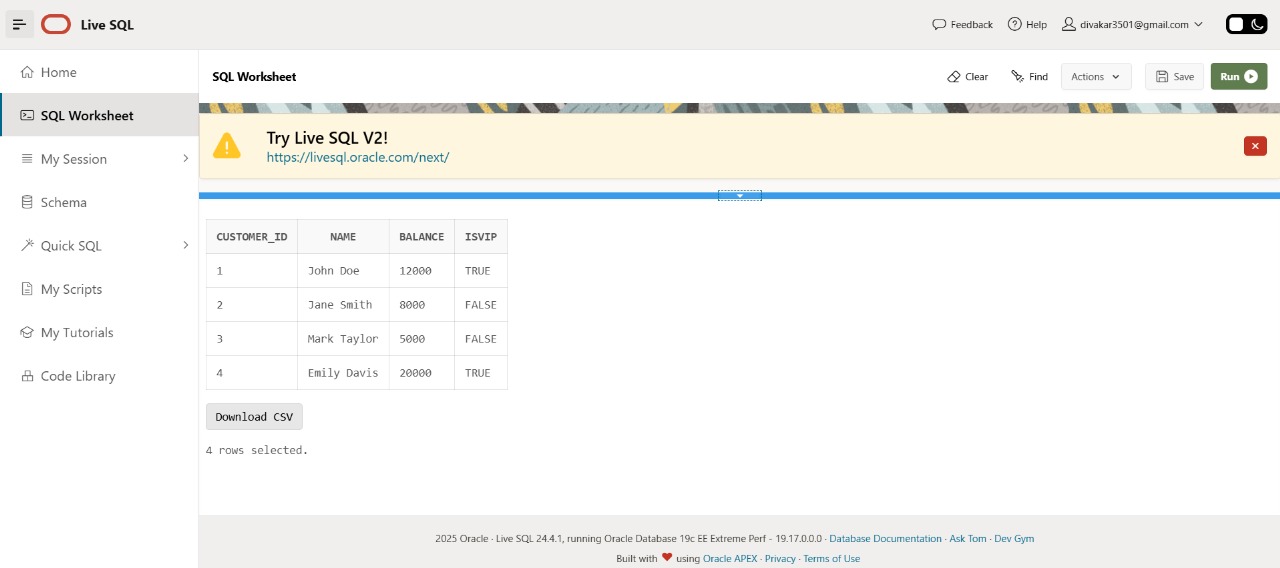 Live SQL
Feedback
Help
divakar3501@gmail.com
Home
SQL Worksheet
My Session
Schema
Quick SQL
My Scripts
My Tutorials
Code Library
SQL Worksheet
Clear
Find
Actions
Save
Run
Try Live SQL V2!
https://livesql.oracle.com/next/
CUSTOMER_ID NAME BALANCE ISVIP
1 John Doe 12000 TRUE
2 Jane Smith 8000 FALSE
3 Mark Taylor 5000 FALSE
4 Emily Davis 20000 TRUE
Download CSV
4 rows selected.
2025 Oracle · Live SQL 24.4.1, running Oracle Database 19c EE Extreme Perf - 19.17.0.0.0 · Database Documentation · Ask Tom · Dev Gym
Built with ❤ using Oracle APEX · Privacy · Terms of Use